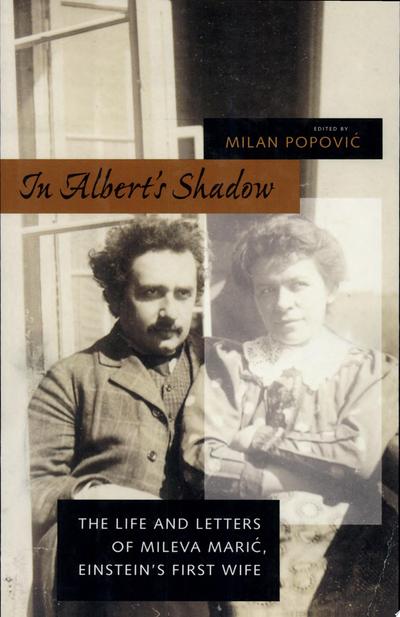 EDITED BY
MILAN POPOVIĆ
In Albert's Shadow
THE LIFE AND LETTERS
OF MILEVA MARIĆ,
EINSTEIN'S FIRST WIFE